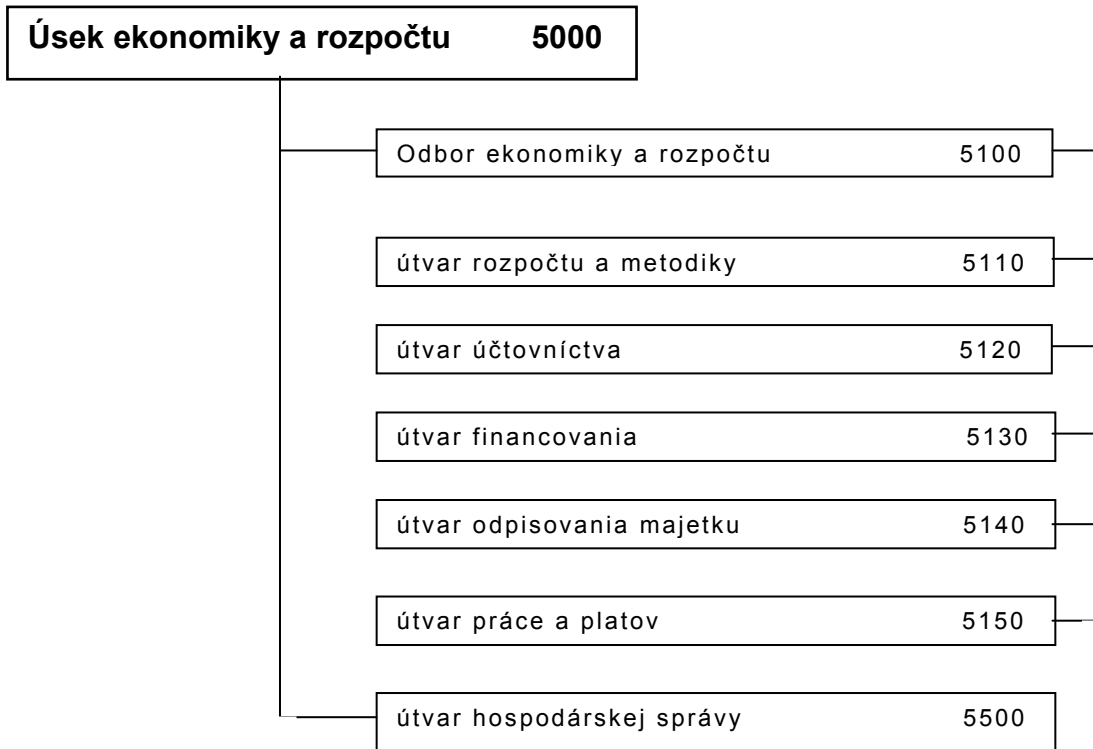 Úsek ekonomiky a rozpočtu 5000
Odbor ekonomiky a rozpočtu 5100
útvar rozpočtu a metodiky 5110
útvar účtovníctva 5120
útvar financovania 5130
útvar odpisovania majetku 5140
útvar práce a platov 5150
útvar hospodárskej správy 5500